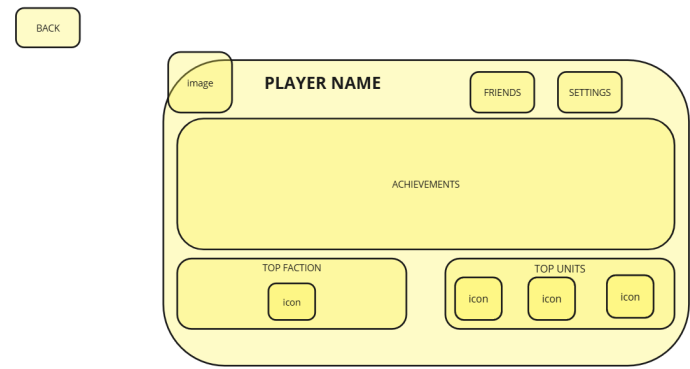 BACK
image
PLAYER NAME
FRIENDS
SETTINGS
ACHIEVEMENTS
TOP FACTION
icon
TOP UNITS
icon
icon
icon